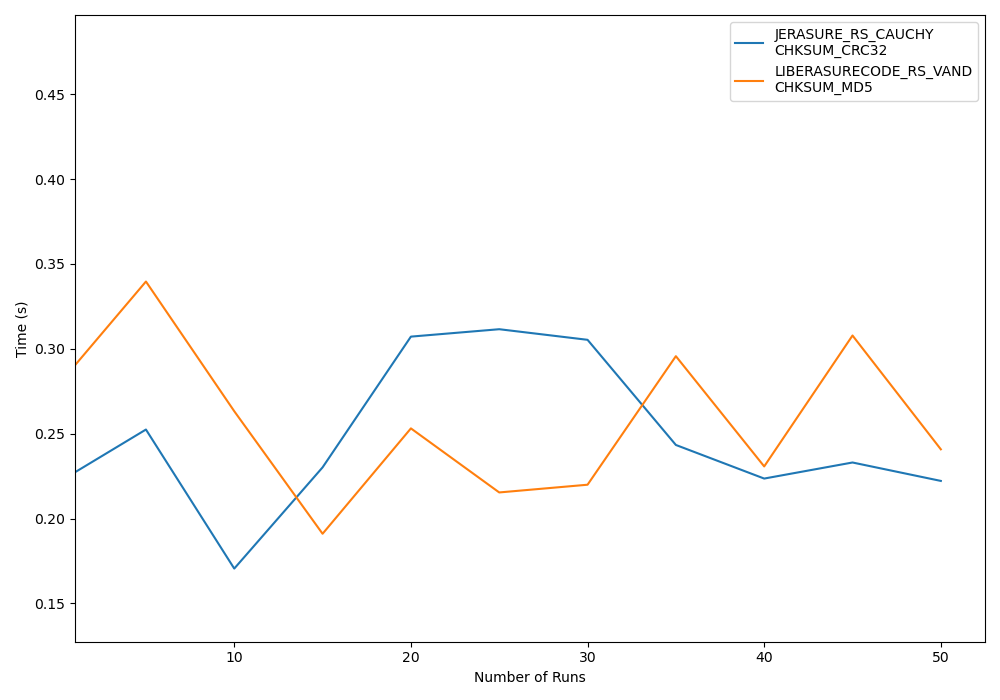 JERASURE_RS_CAUCHY
CHKSUM_CRC32
LIBERASURECODE_RS_VAND
CHKSUM_MD5
0.45
0.40
0.35
0.30
0.25
0.20
0.15
Time (s)
10 20 30 40 50
Number of Runs